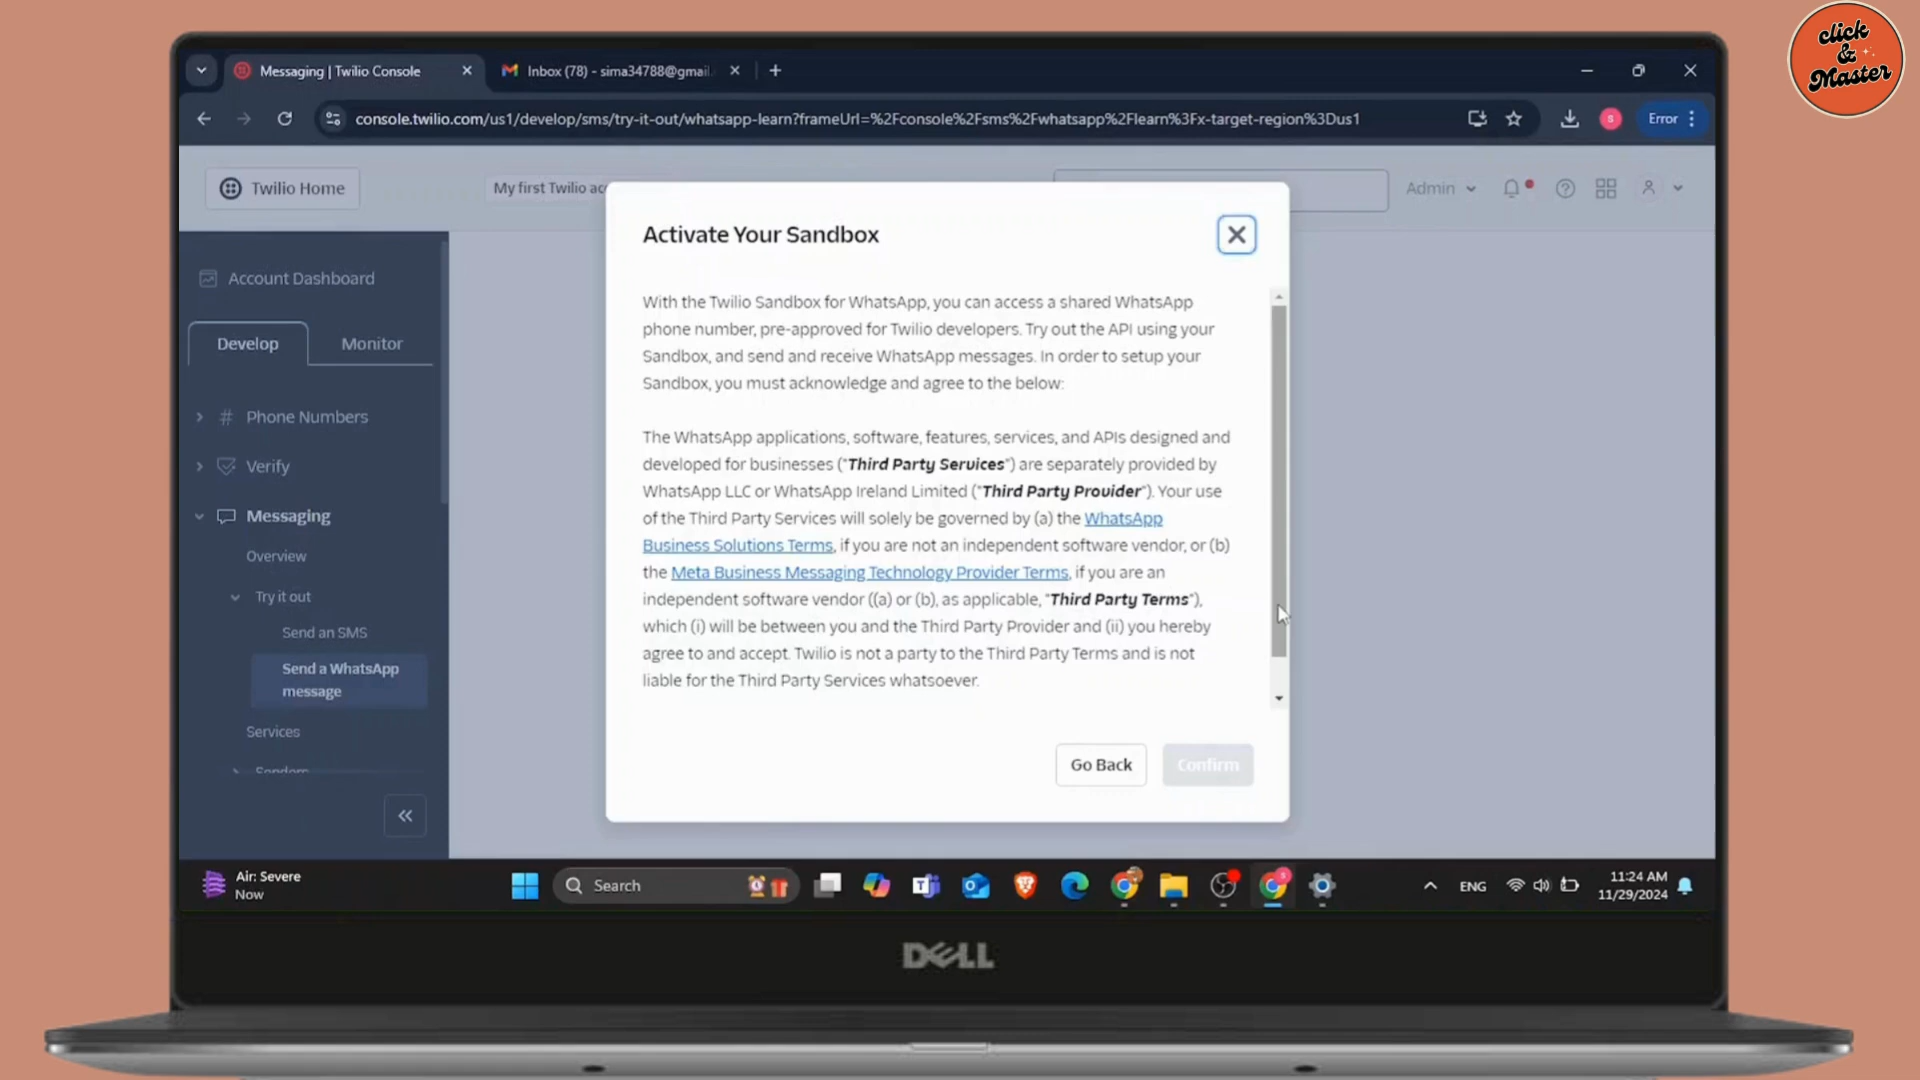 click
&
Master
Messaging | Twilio Console
Inbox (78) - sima34788@gmail.
console.twilio.com/us1/develop/sms/try-it-out/whatsapp-learn?frameUrl=%2Fconsole%2Fsms%2Fwhatsapp%2Flearn%3Fx-target-region%3Dus1
S
Error
Twilio Home
My first Twilio acc
Admin
Account Dashboard
Develop
Monitor
Phone Numbers
Verify
Messaging
Overview
Try it out
Send an SMS
Send a WhatsApp
message
Services
Senders
Activate Your Sandbox
With the Twilio Sandbox for WhatsApp, you can access a shared WhatsApp
phone number, pre-approved for Twilio developers. Try out the API using your
Sandbox, and send and receive WhatsApp messages. In order to setup your
Sandbox, you must acknowledge and agree to the below:
The WhatsApp applications, software, features, services, and APIs designed and
developed for businesses ("Third Party Services") are separately provided by
WhatsApp LLC or WhatsApp Ireland Limited ("Third Party Provider"). Your use
of the Third Party Services will solely be governed by (a) the WhatsApp
Business Solutions Terms, if you are not an independent software vendor, or (b)
the Meta Business Messaging Technology Provider Terms, if you are an
independent software vendor ((a) or (b), as applicable, "Third Party Terms"),
which (i) will be between you and the Third Party Provider and (ii) you hereby
agree to and accept. Twilio is not a party to the Third Party Terms and is not
liable for the Third Party Services whatsoever.
Go Back
Confirm
Air: Severe
Now
Search
ENG
11:24 AM
11/29/2024
DELL